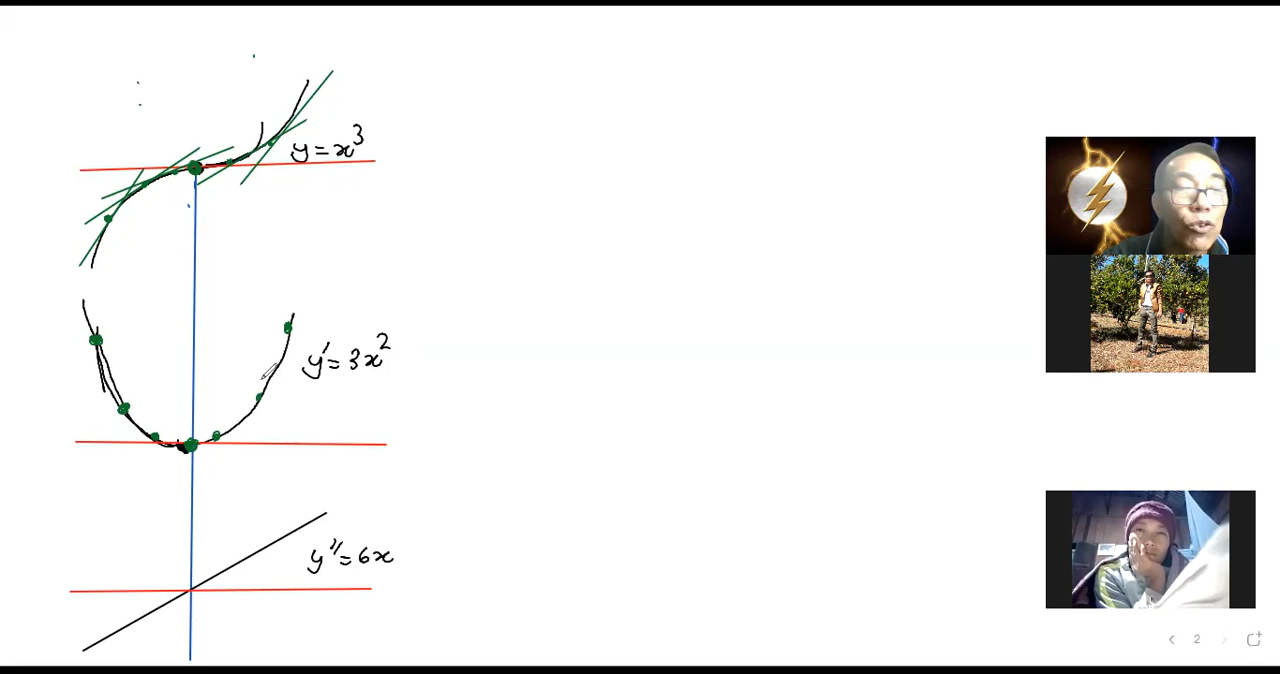 y = x³
y' = 3x²
y'' = 6x
2